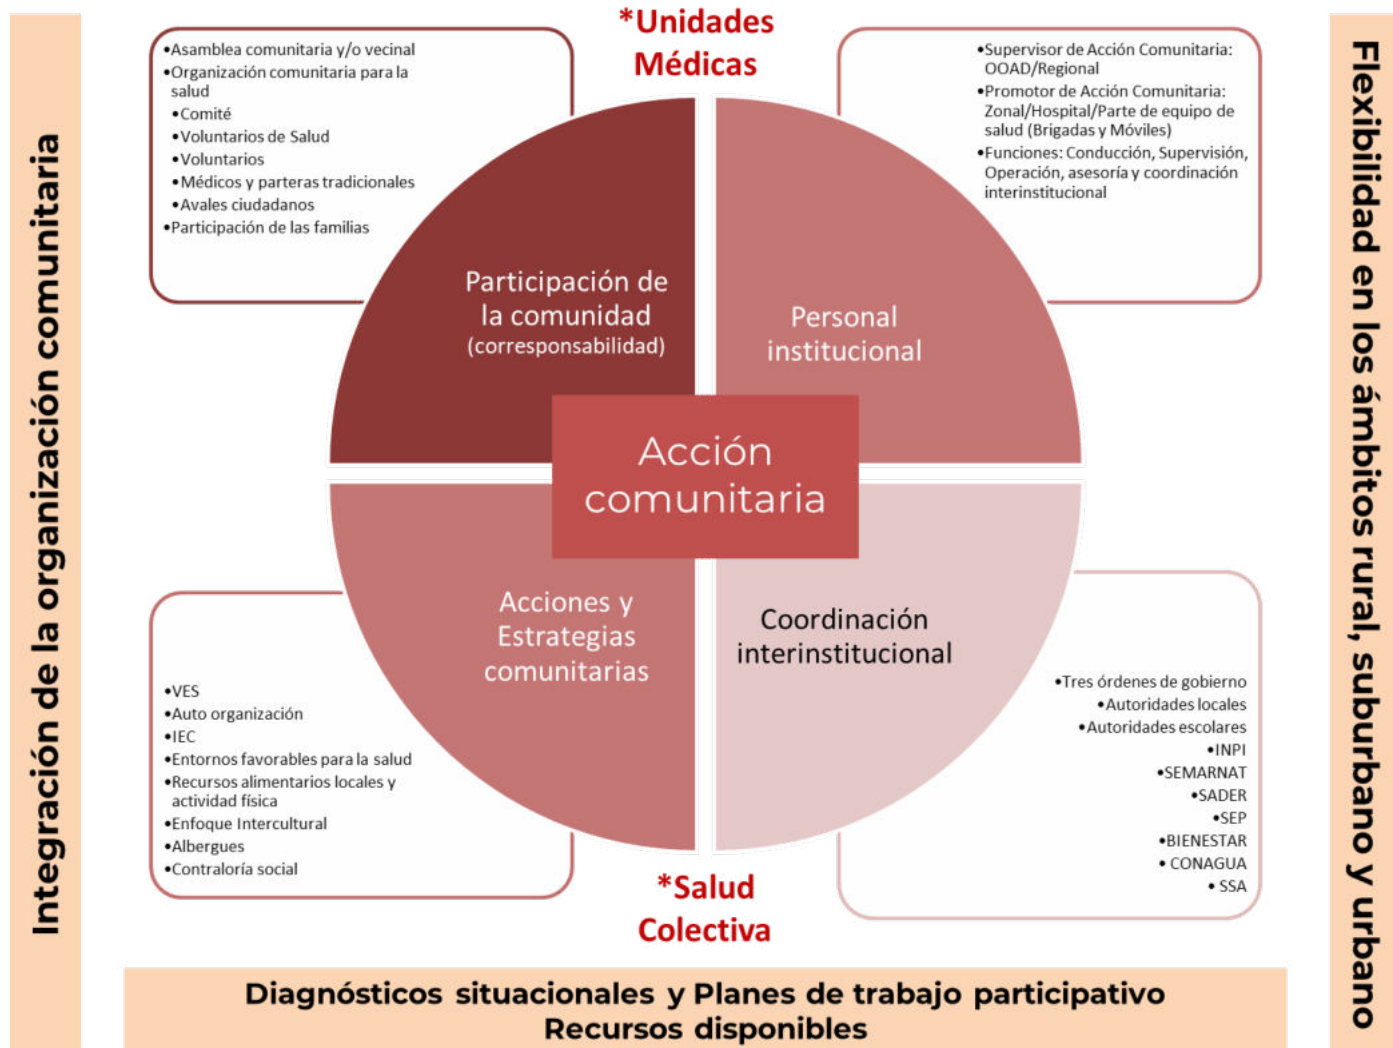 Integración de la organización comunitaria
*Unidades
Médicas
•Asamblea comunitaria y/o vecinal
•Organización comunitaria para la
salud
•Comité
•Voluntarios de Salud
•Voluntarios
•Médicos y parteras tradicionales
•Avales ciudadanos
•Participación de las familias
•Supervisor de Acción Comunitaria:
OOAD/Regional
•Promotor de Acción Comunitaria:
Zonal/Hospital/Parte de equipo de
salud (Brigadas y Móviles)
•Funciones: Conducción, Supervisión,
Operación, asesoría y coordinación
interinstitucional
Participación de
la comunidad
(corresponsabilidad)
Personal
institucional
Acción
comunitaria
Acciones y
Estrategias
comunitarias
Coordinación
interinstitucional
•VES
•Auto organización
•IEC
•Entornos favorables para la salud
•Recursos alimentarios locales y
actividad física
•Enfoque Intercultural
•Albergues
•Contraloría social
•Tres órdenes de gobierno
•Autoridades locales
•Autoridades escolares
•INPI
•SEMARNAT
•SADER
•SEP
•BIENESTAR
• CONAGUA
• SSA
*Salud
Colectiva
Flexibilidad en los ámbitos rural, suburbano y urbano
Diagnósticos situacionales y Planes de trabajo participativo
Recursos disponibles